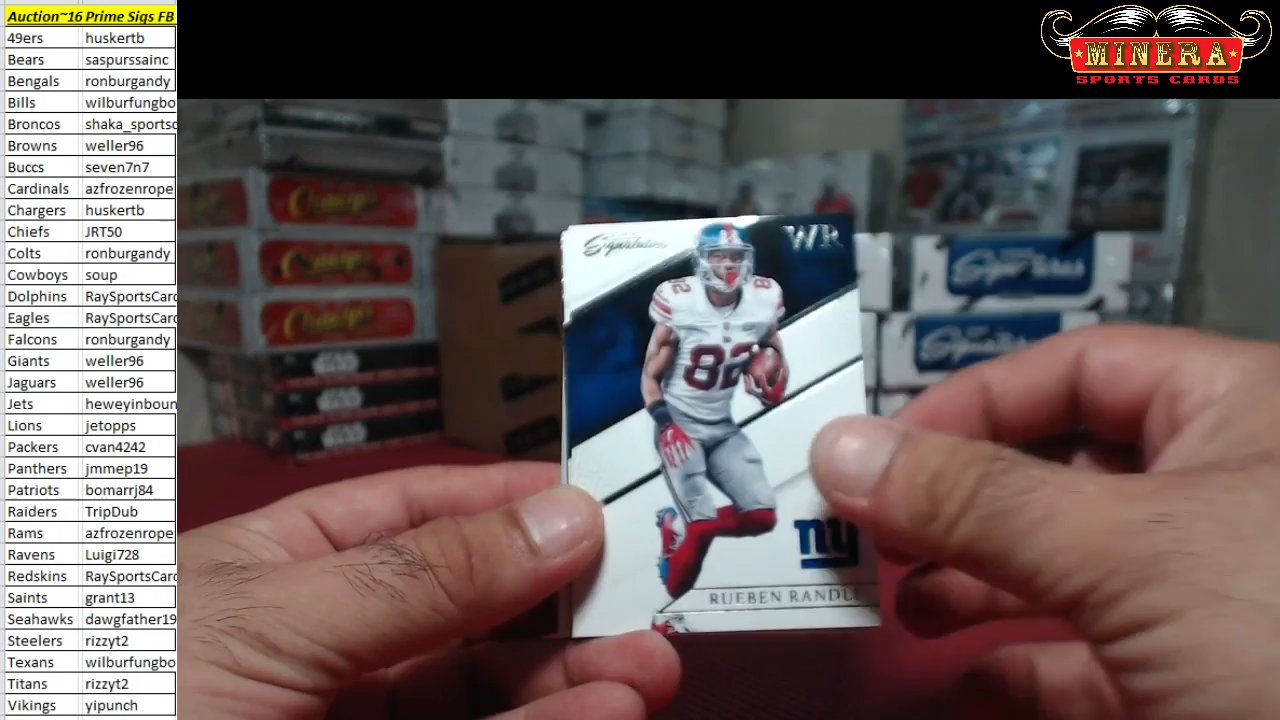 Auction~16 Prime Sigs FB
49ers huskertb
Bears saspurssainc
Bengals ronburgandy
Bills wilburfungbo
Broncos shaka_sportsc
Browns weller96
Buccs seven7n7
Cardinals azfrozenrope
Chargers huskertb
Chiefs JRT50
Colts ronburgandy
Cowboys soup
Dolphins RaySportsCard
Eagles RaySportsCard
Falcons ronburgandy
Giants weller96
Jaguars weller96
Jets heweyinboun
Lions jetopps
Packers cvan4242
Panthers jmmep19
Patriots bomarrj84
Raiders TripDub
Rams azfrozenrope
Ravens Luigi728
Redskins RaySportsCard
Saints grant13
Seahawks dawgfather19
Steelers rizzyt2
Texans wilburfungbo
Titans rizzyt2
Vikings yipunch
MINERA
SPORTS CARDS
Signatures
WR
82
82
ny
RUEBEN RANDL
Signatures